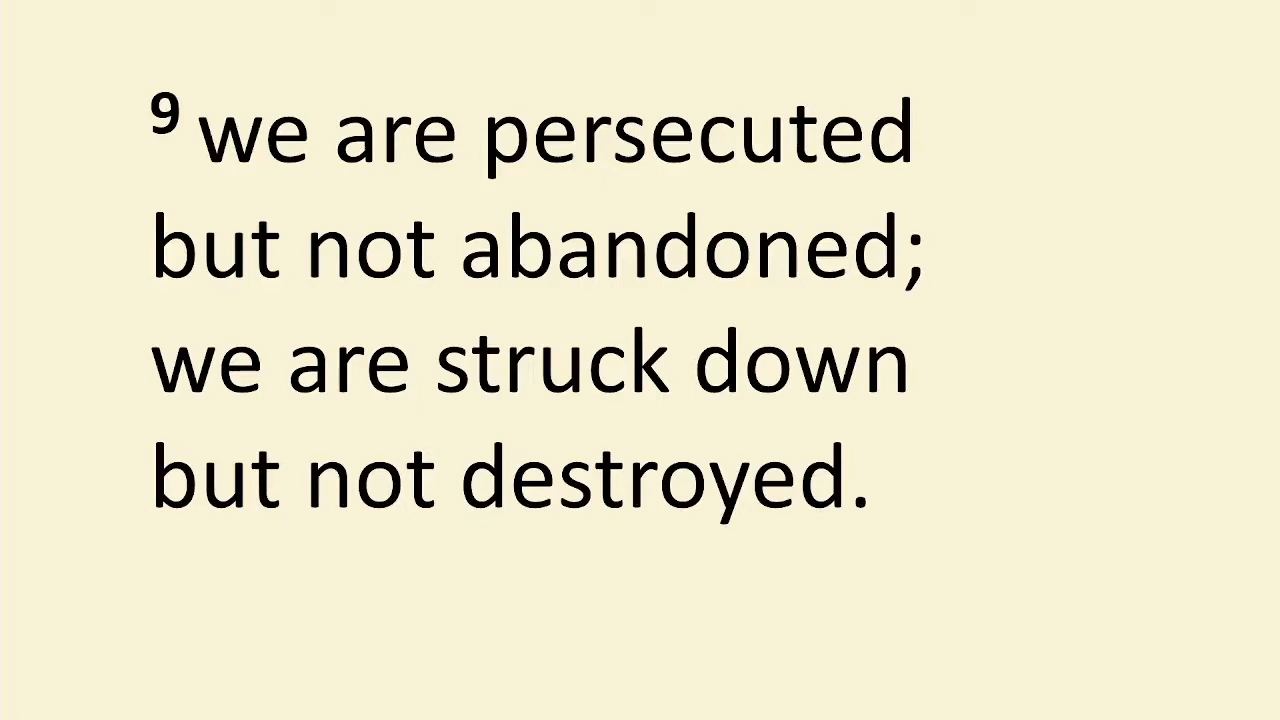 9 we are persecuted
but not abandoned;
we are struck down
but not destroyed.